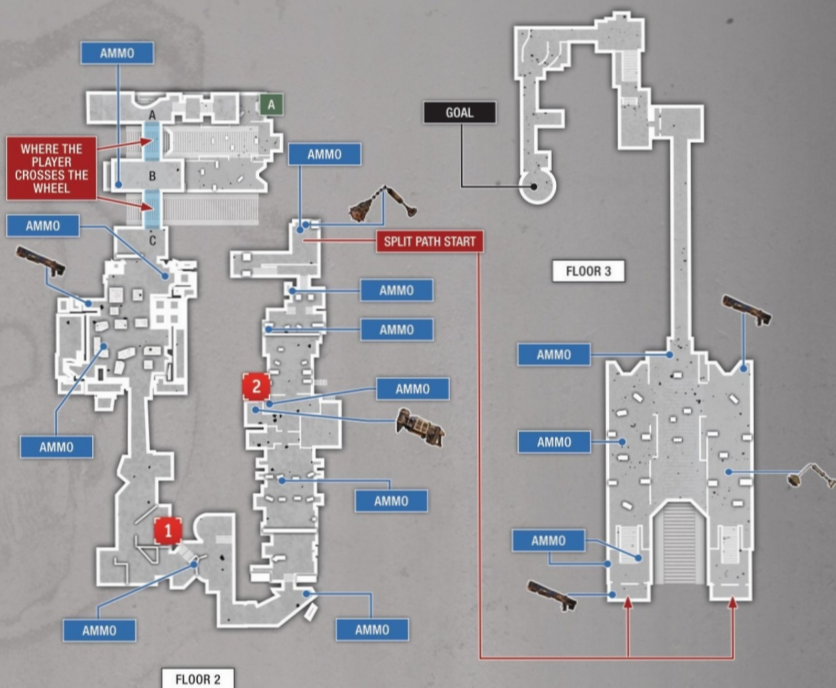 AMMO
A
A
WHERE THE
PLAYER
CROSSES THE
WHEEL
B
AMMO
GOAL
AMMO
C
SPLIT PATH START
FLOOR 3
AMMO
AMMO
AMMO
2
AMMO
AMMO
AMMO
AMMO
1
AMMO
AMMO
AMMO
FLOOR 2